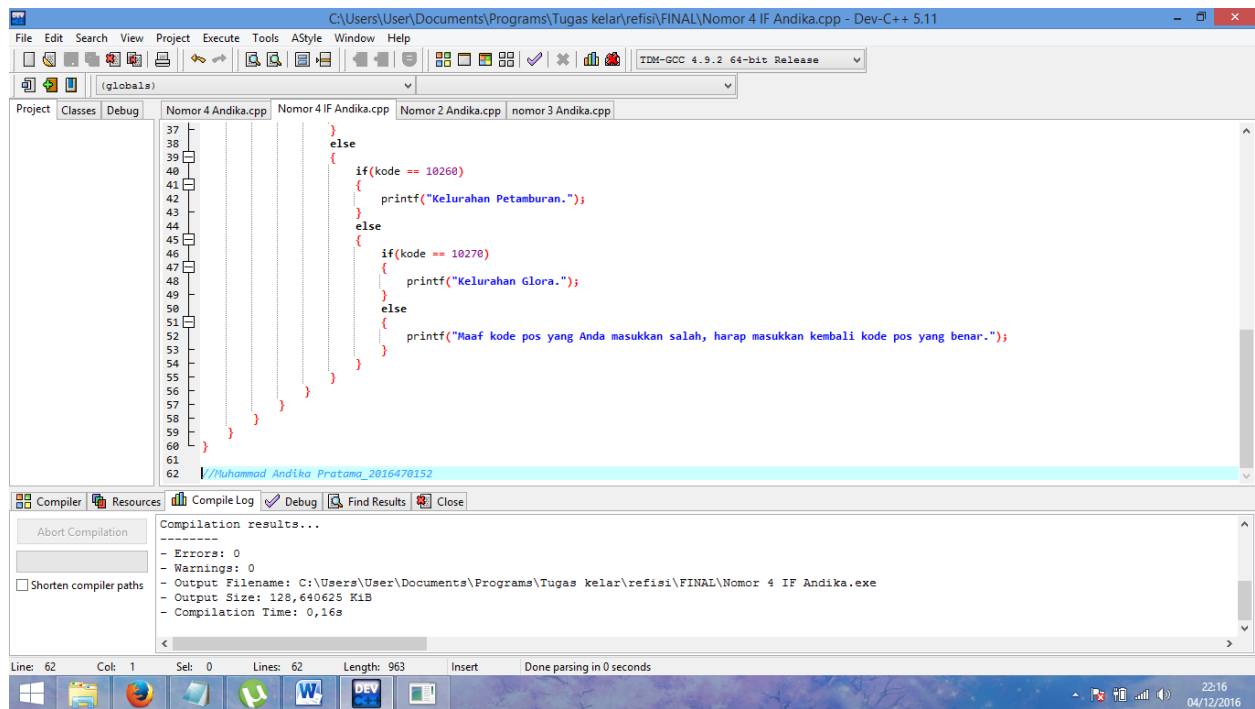 C:\Users\User\Documents\Programs\Tugas kelar\refisi\FINAL\Nomor 4 IF Andika.cpp - Dev-C++ 5.11
File Edit Search View Project Execute Tools AStyle Window Help
TDM-GCC 4.9.2 64-bit Release
(globals)
Project Classes Debug
Nomor 4 Andika.cpp Nomor 4 IF Andika.cpp Nomor 2 Andika.cpp nomor 3 Andika.cpp
37 }
38 else
39 {
40 if(kode == 10260)
41 {
42 printf("Kelurahan Petamburan.");
43 }
44 else
45 {
46 if(kode == 10270)
47 {
48 printf("Kelurahan Glora.");
49 }
50 else
51 {
52 printf("Maaf kode pos yang Anda masukkan salah, harap masukkan kembali kode pos yang benar.");
53 }
54 }
55 }
56 }
57 }
58 }
59 }
60 }
61
62 //Muhammad Andika Pratama_2016470152
Compiler Resources Compile Log Debug Find Results Close
Abort Compilation
Shorten compiler paths
Compilation results...
--------
- Errors: 0
- Warnings: 0
- Output Filename: C:\Users\User\Documents\Programs\Tugas kelar\refisi\FINAL\Nomor 4 IF Andika.exe
- Output Size: 128,640625 KiB
- Compilation Time: 0,16s
Line: 62 Col: 1 Sel: 0 Lines: 62 Length: 963 Insert Done parsing in 0 seconds
W
DEV
C++
22:16
04/12/2016